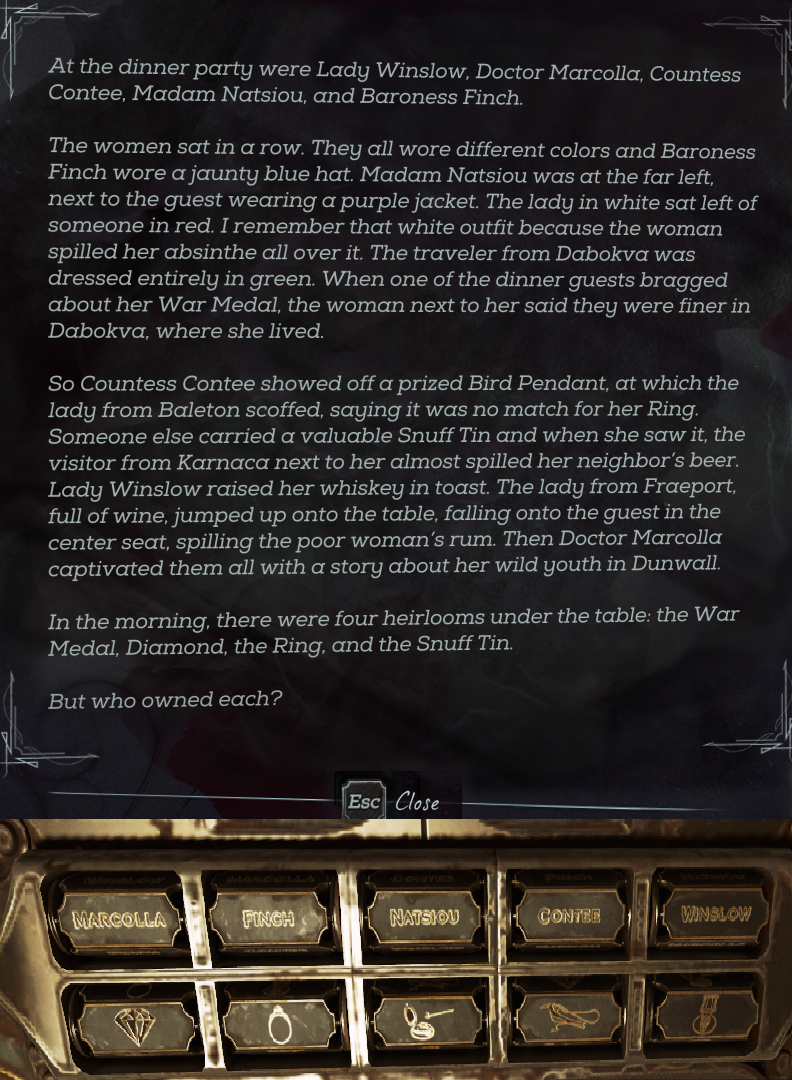 At the dinner party were Lady Winslow, Doctor Marcolla, Countess
Contee, Madam Natsiou, and Baroness Finch.
The women sat in a row. They all wore different colors and Baroness
Finch wore a jaunty blue hat. Madam Natsiou was at the far left,
next to the guest wearing a purple jacket. The lady in white sat left of
someone in red. I remember that white outfit because the woman
spilled her absinthe all over it. The traveler from Dabokva was
dressed entirely in green. When one of the dinner guests bragged
about her War Medal, the woman next to her said they were finer in
Dabokva, where she lived.
So Countess Contee showed off a prized Bird Pendant, at which the
lady from Baleton scoffed, saying it was no match for her Ring.
Someone else carried a valuable Snuff Tin and when she saw it, the
visitor from Karnaca next to her almost spilled her neighbor's beer.
Lady Winslow raised her whiskey in toast. The lady from Fraeport,
full of wine, jumped up onto the table, falling onto the guest in the
center seat, spilling the poor woman's rum. Then Doctor Marcolla
captivated them all with a story about her wild youth in Dunwall.
In the morning, there were four heirlooms under the table: the War
Medal, Diamond, the Ring, and the Snuff Tin.
But who owned each?
Esc Close
MARCOLLA FINCH NATSIOU CONTEE WINSLOW